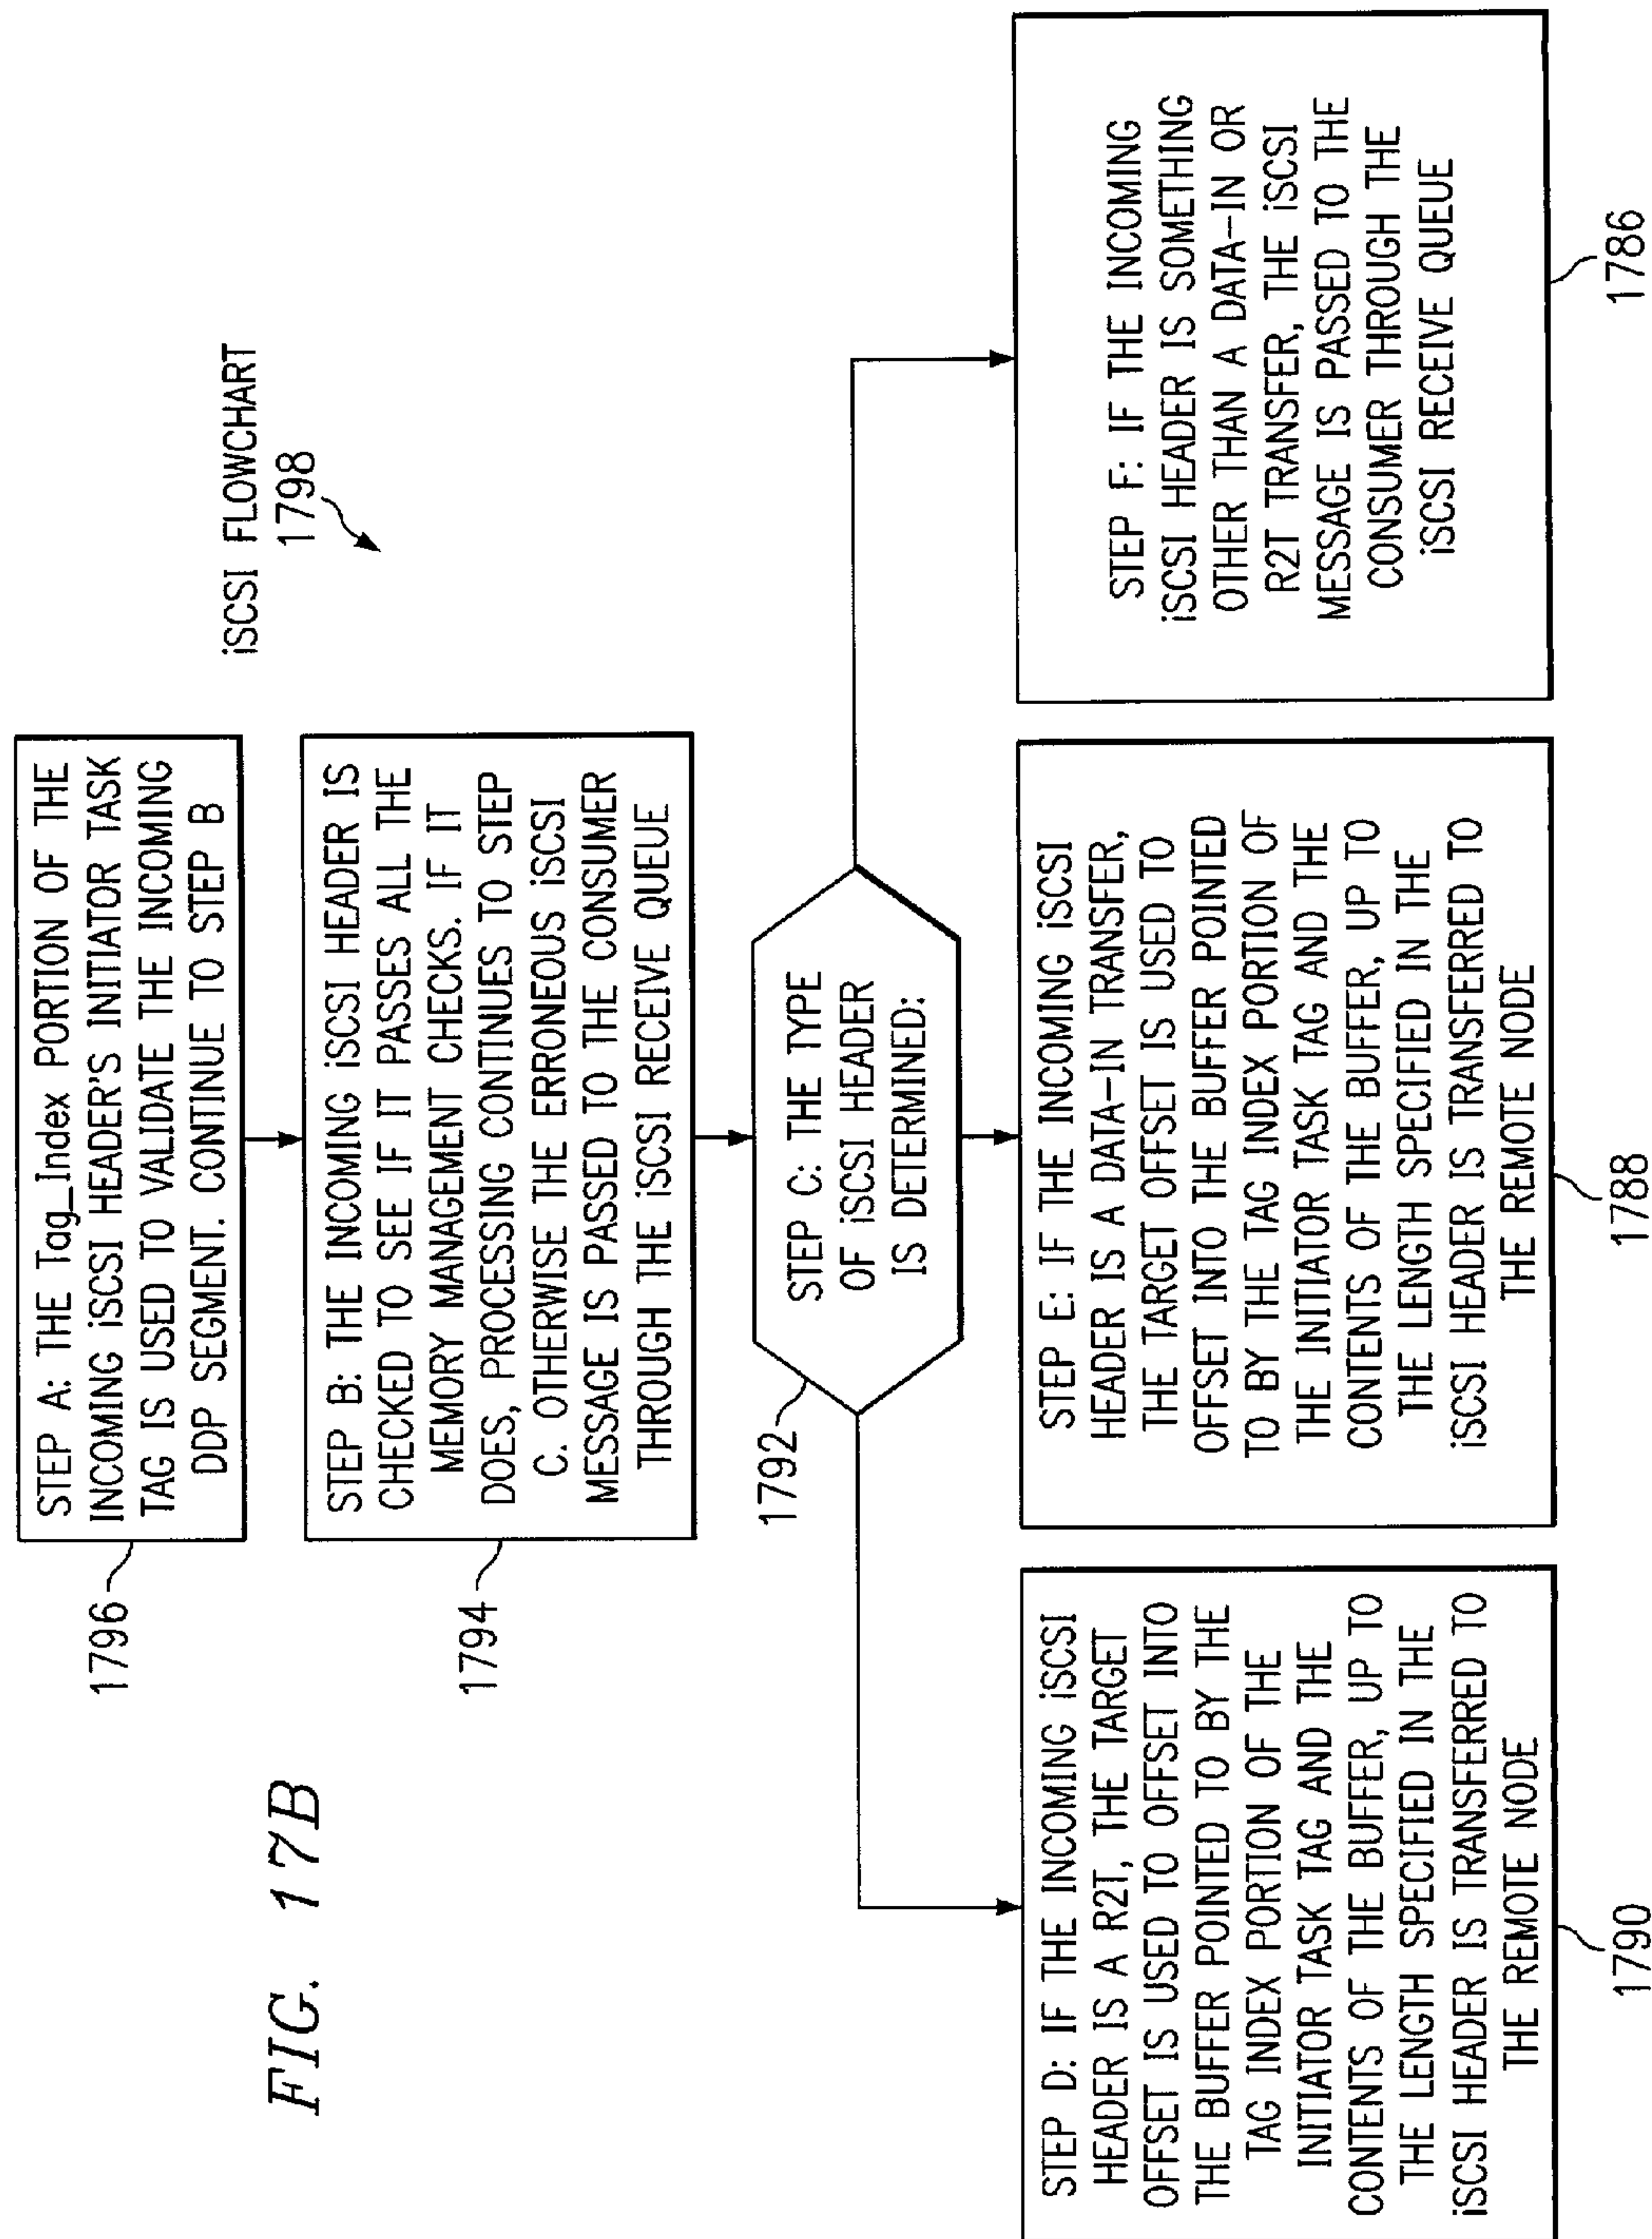 FIG. 17B
iSCSI FLOWCHART
1798
1796
STEP A: THE Tag_Index PORTION OF THE
INCOMING iSCSI HEADER'S INITIATOR TASK
TAG IS USED TO VALIDATE THE INCOMING
DDP SEGMENT. CONTINUE TO STEP B
1794
STEP B: THE INCOMING iSCSI HEADER IS
CHECKED TO SEE IF IT PASSES ALL THE
MEMORY MANAGEMENT CHECKS. IF IT
DOES, PROCESSING CONTINUES TO STEP
C. OTHERWISE THE ERRONEOUS iSCSI
MESSAGE IS PASSED TO THE CONSUMER
THROUGH THE iSCSI RECEIVE QUEUE
1792
STEP C: THE TYPE
OF iSCSI HEADER
IS DETERMINED:
STEP D: IF THE INCOMING iSCSI
HEADER IS A R2T, THE TARGET
OFFSET IS USED TO OFFSET INTO
THE BUFFER POINTED TO BY THE
TAG INDEX PORTION OF THE
INITIATOR TASK TAG AND THE
CONTENTS OF THE BUFFER, UP TO
THE LENGTH SPECIFIED IN THE
iSCSI HEADER IS TRANSFERRED TO
THE REMOTE NODE
1790
STEP E: IF THE INCOMING iSCSI
HEADER IS A DATA-IN TRANSFER,
THE TARGET OFFSET IS USED TO
OFFSET INTO THE BUFFER POINTED
TO BY THE TAG INDEX PORTION OF
THE INITIATOR TASK TAG AND THE
CONTENTS OF THE BUFFER, UP TO
THE LENGTH SPECIFIED IN THE
iSCSI HEADER IS TRANSFERRED TO
THE REMOTE NODE
1788
STEP F: IF THE INCOMING
iSCSI HEADER IS SOMETHING
OTHER THAN A DATA-IN OR
R2T TRANSFER, THE iSCSI
MESSAGE IS PASSED TO THE
CONSUMER THROUGH THE
iSCSI RECEIVE QUEUE
1786